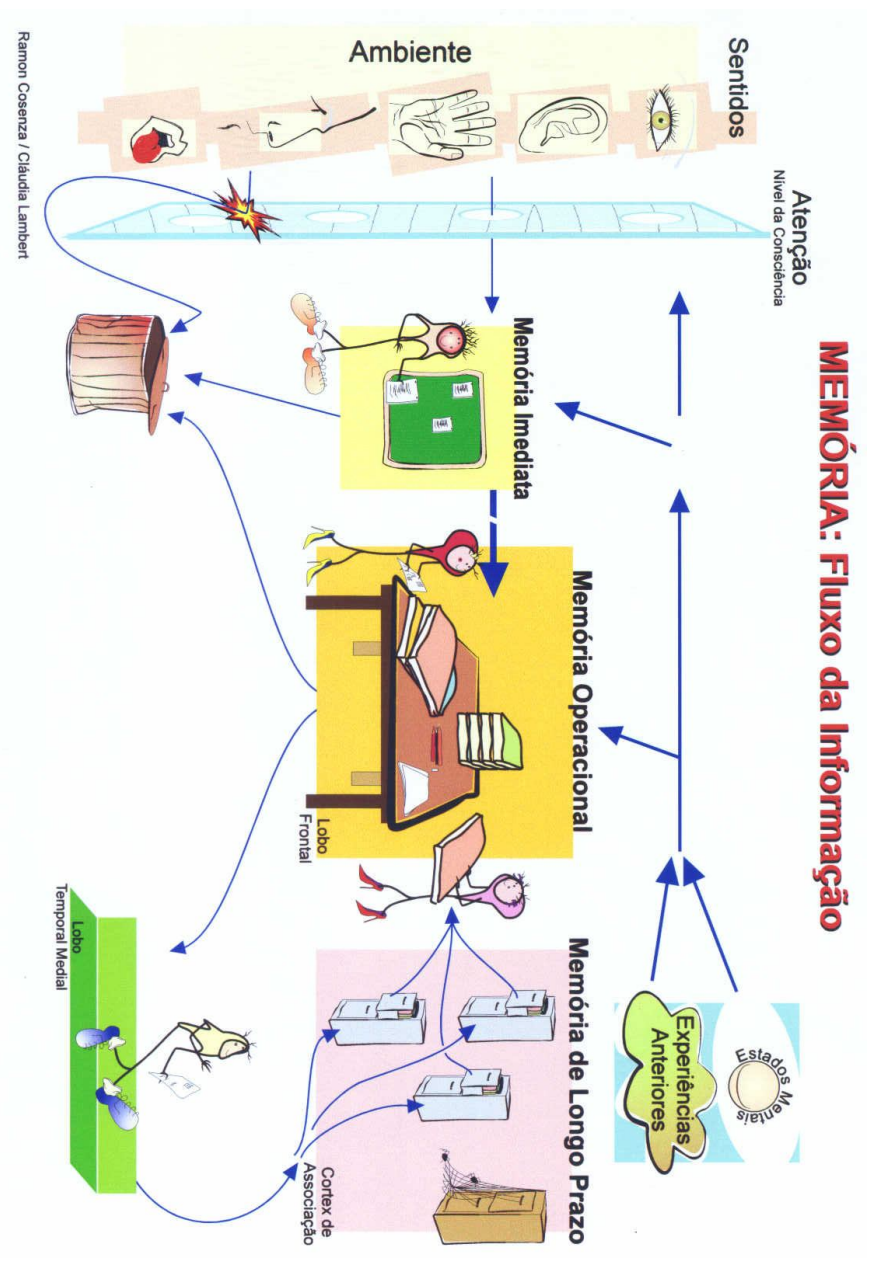 MEMÓRIA: Fluxo da Informação
Sentidos
Ambiente
Atenção
Nível da Consciência
Memória Imediata
Memória Operacional
Lobo
Frontal
Memória de Longo Prazo
Cortex de
Associação
Estados Mentais
Experiências
Anteriores
Lobo
Temporal Medial
Ramon Cosenza / Cláudia Lambert